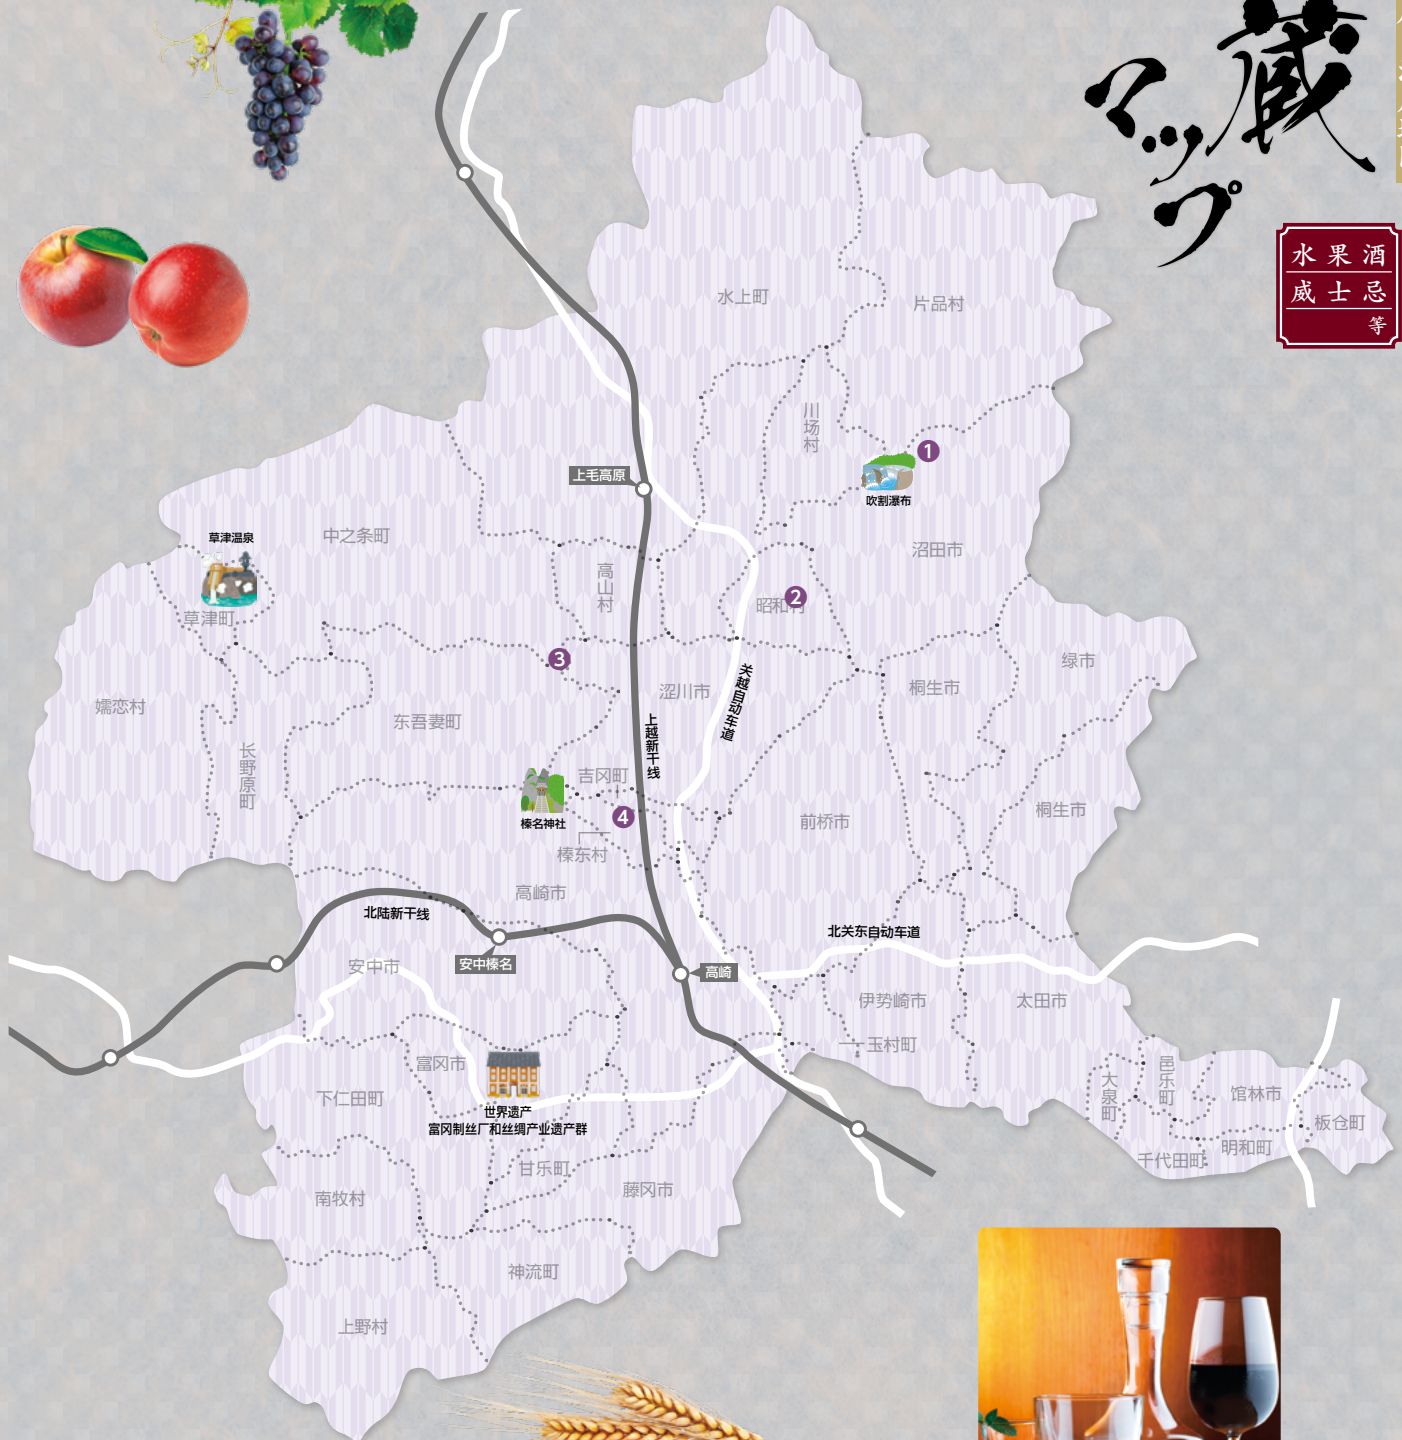 蔵
マップ
水果酒
威士忌
等
水上町
片品村
川场村
上毛高原
吹割瀑布
草津温泉
中之条町
沼田市
高山村
昭和村
草津町
绿市
涩川市
桐生市
嬬恋村
关越自动车道
东吾妻町
上越新干线
长野原町
吉冈町
桐生市
前桥市
榛名神社
榛东村
高崎市
北陆新干线
北关东自动车道
安中市
安中榛名
高崎
伊势崎市
太田市
玉村町
富冈市
邑乐町
大泉町
馆林市
下仁田町
世界遗产
富冈制丝厂和丝绸产业遗产群
板仓町
明和町
千代田町
甘乐町
藤冈市
南牧村
神流町
上野村
1
2
3
4